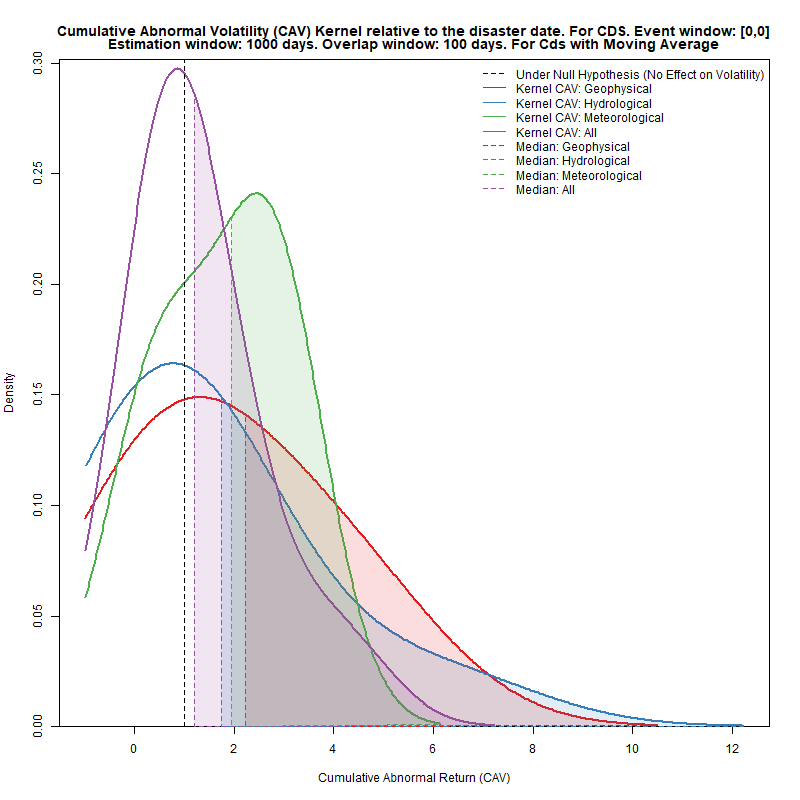 Cumulative Abnormal Volatility (CAV) Kernel relative to the disaster date. For CDS. Event window: [0,0]
Estimation window: 1000 days. Overlap window: 100 days. For Cds with Moving Average
Under Null Hypothesis (No Effect on Volatility)
Kernel CAV: Geophysical
Kernel CAV: Hydrological
Kernel CAV: Meteorological
Kernel CAV: All
Median: Geophysical
Median: Hydrological
Median: Meteorological
Median: All
Density
0.30
0.25
0.20
0.15
0.10
0.05
0.00
0 2 4 6 8 10 12
Cumulative Abnormal Return (CAV)